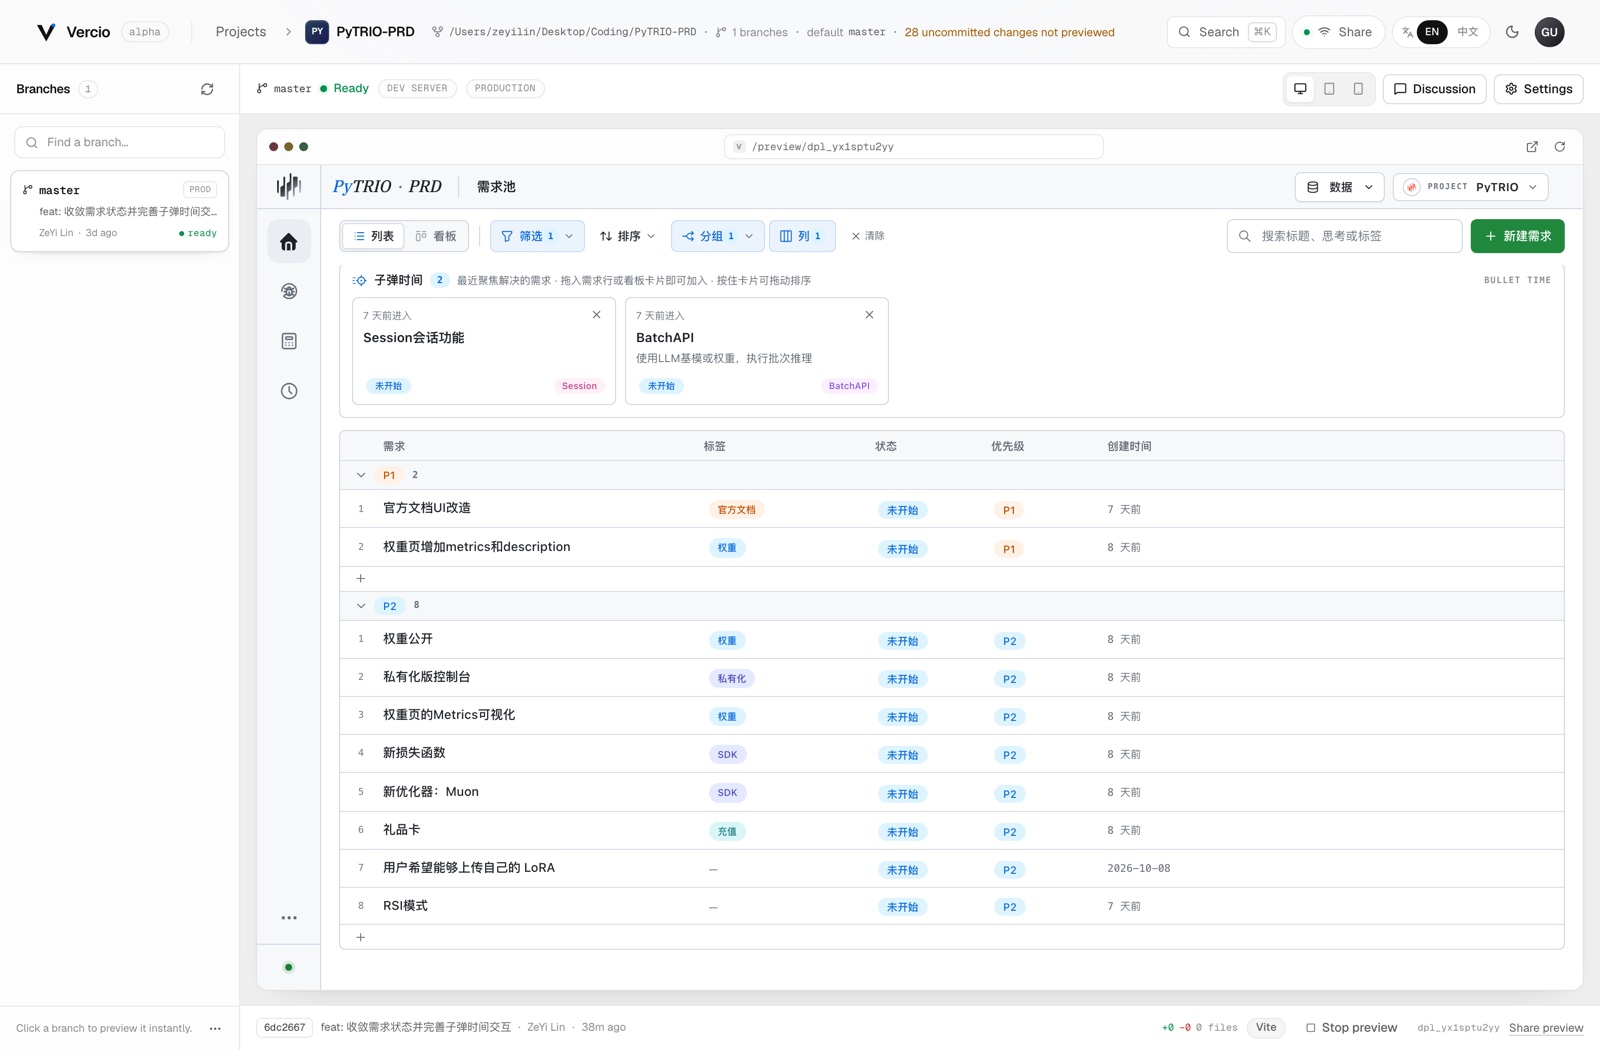 Vercio alpha Projects PY PyTRIO-PRD /Users/zeyilin/Desktop/Coding/PyTRIO-PRD · 1 branches · default master · 28 uncommitted changes not previewed Search ⌘K Share EN 中文 GU
Branches 1
master Ready DEV SERVER PRODUCTION Discussion Settings
Find a branch...
master PROD
feat: 收敛需求状态并完善子弹时间交...
ZeYi Lin · 3d ago ready
V /preview/dpl_yx1sptu2yy
PyTRIO · PRD 需求池 数据 PROJECT PyTRIO
列表 看板 筛选 1 排序 分组 1 列 1 清除 搜索标题、思考或标签 新建需求
子弹时间 2 最近聚焦解决的需求 · 拖入需求行或看板卡片即可加入 · 按住卡片可拖动排序 BULLET TIME
7 天前进入
Session会话功能
未开始 Session
7 天前进入
BatchAPI
使用LLM基模或权重，执行批次推理
未开始 BatchAPI
需求 标签 状态 优先级 创建时间
P1 2
1 官方文档UI改造 官方文档 未开始 P1 7 天前
2 权重页增加metrics和description 权重 未开始 P1 8 天前
P2 8
1 权重公开 权重 未开始 P2 8 天前
2 私有化版控制台 私有化 未开始 P2 8 天前
3 权重页的Metrics可视化 权重 未开始 P2 8 天前
4 新损失函数 SDK 未开始 P2 8 天前
5 新优化器：Muon SDK 未开始 P2 8 天前
6 礼品卡 充值 未开始 P2 8 天前
7 用户希望能够上传自己的 LoRA — 未开始 P2 2026-10-08
8 RSI模式 — 未开始 P2 7 天前
Click a branch to preview it instantly.
6dc2667 feat: 收敛需求状态并完善子弹时间交互 · ZeYi Lin · 38m ago +0 −0 0 files Vite Stop preview dpl_yx1sptu2yy Share preview